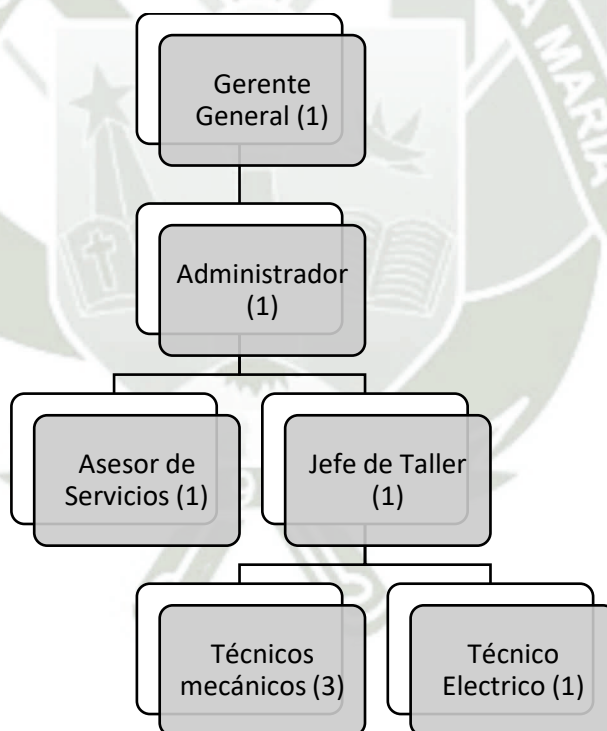 A MARIA
Gerente
General (1)
Administrador
(1)
Asesor de
Servicios (1)
Jefe de Taller
(1)
Técnicos
mecánicos (3)
Técnico
Electrico (1)